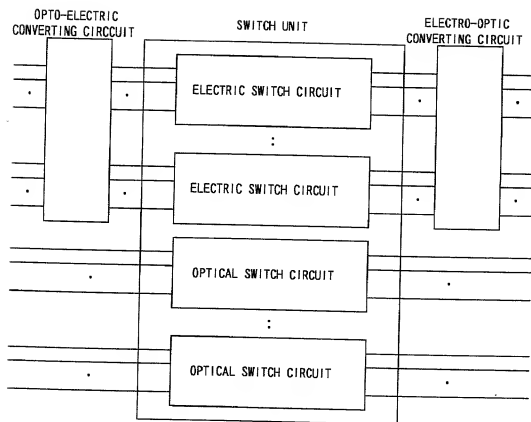 OPTO-ELECTRIC
CONVERTING CIRCCUIT
SWITCH UNIT
ELECTRO-OPTIC
CONVERTING CIRCUIT
ELECTRIC SWITCH CIRCUIT
ELECTRIC SWITCH CIRCUIT
OPTICAL SWITCH CIRCUIT
OPTICAL SWITCH CIRCUIT